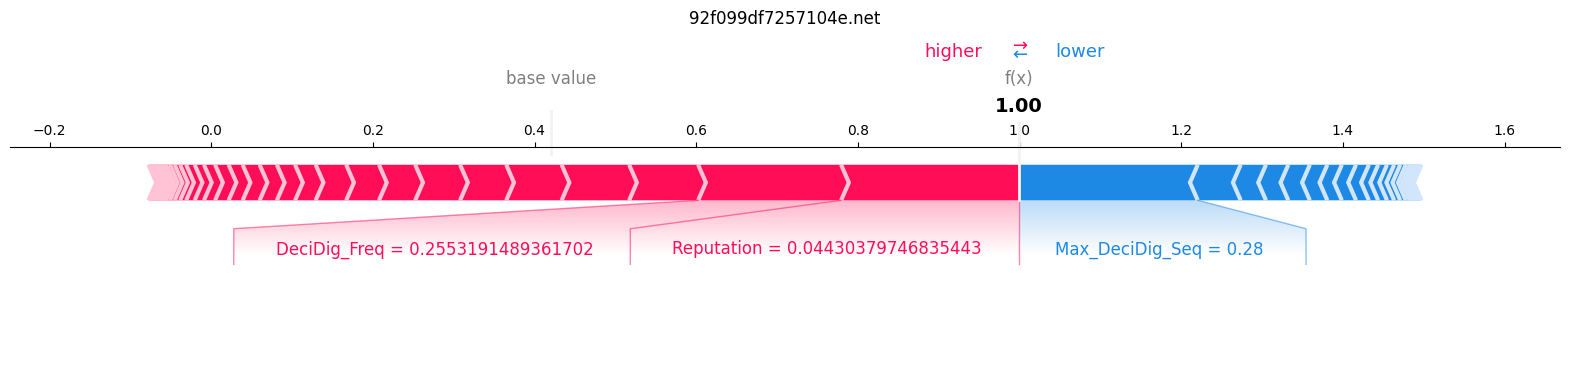 92f099df7257104e.net
higher ⇄ lower
base value f(x)
1.00
−0.2 0.0 0.2 0.4 0.6 0.8 1.0 1.2 1.4 1.6
DeciDig_Freq = 0.2553191489361702 Reputation = 0.04430379746835443 Max_DeciDig_Seq = 0.28